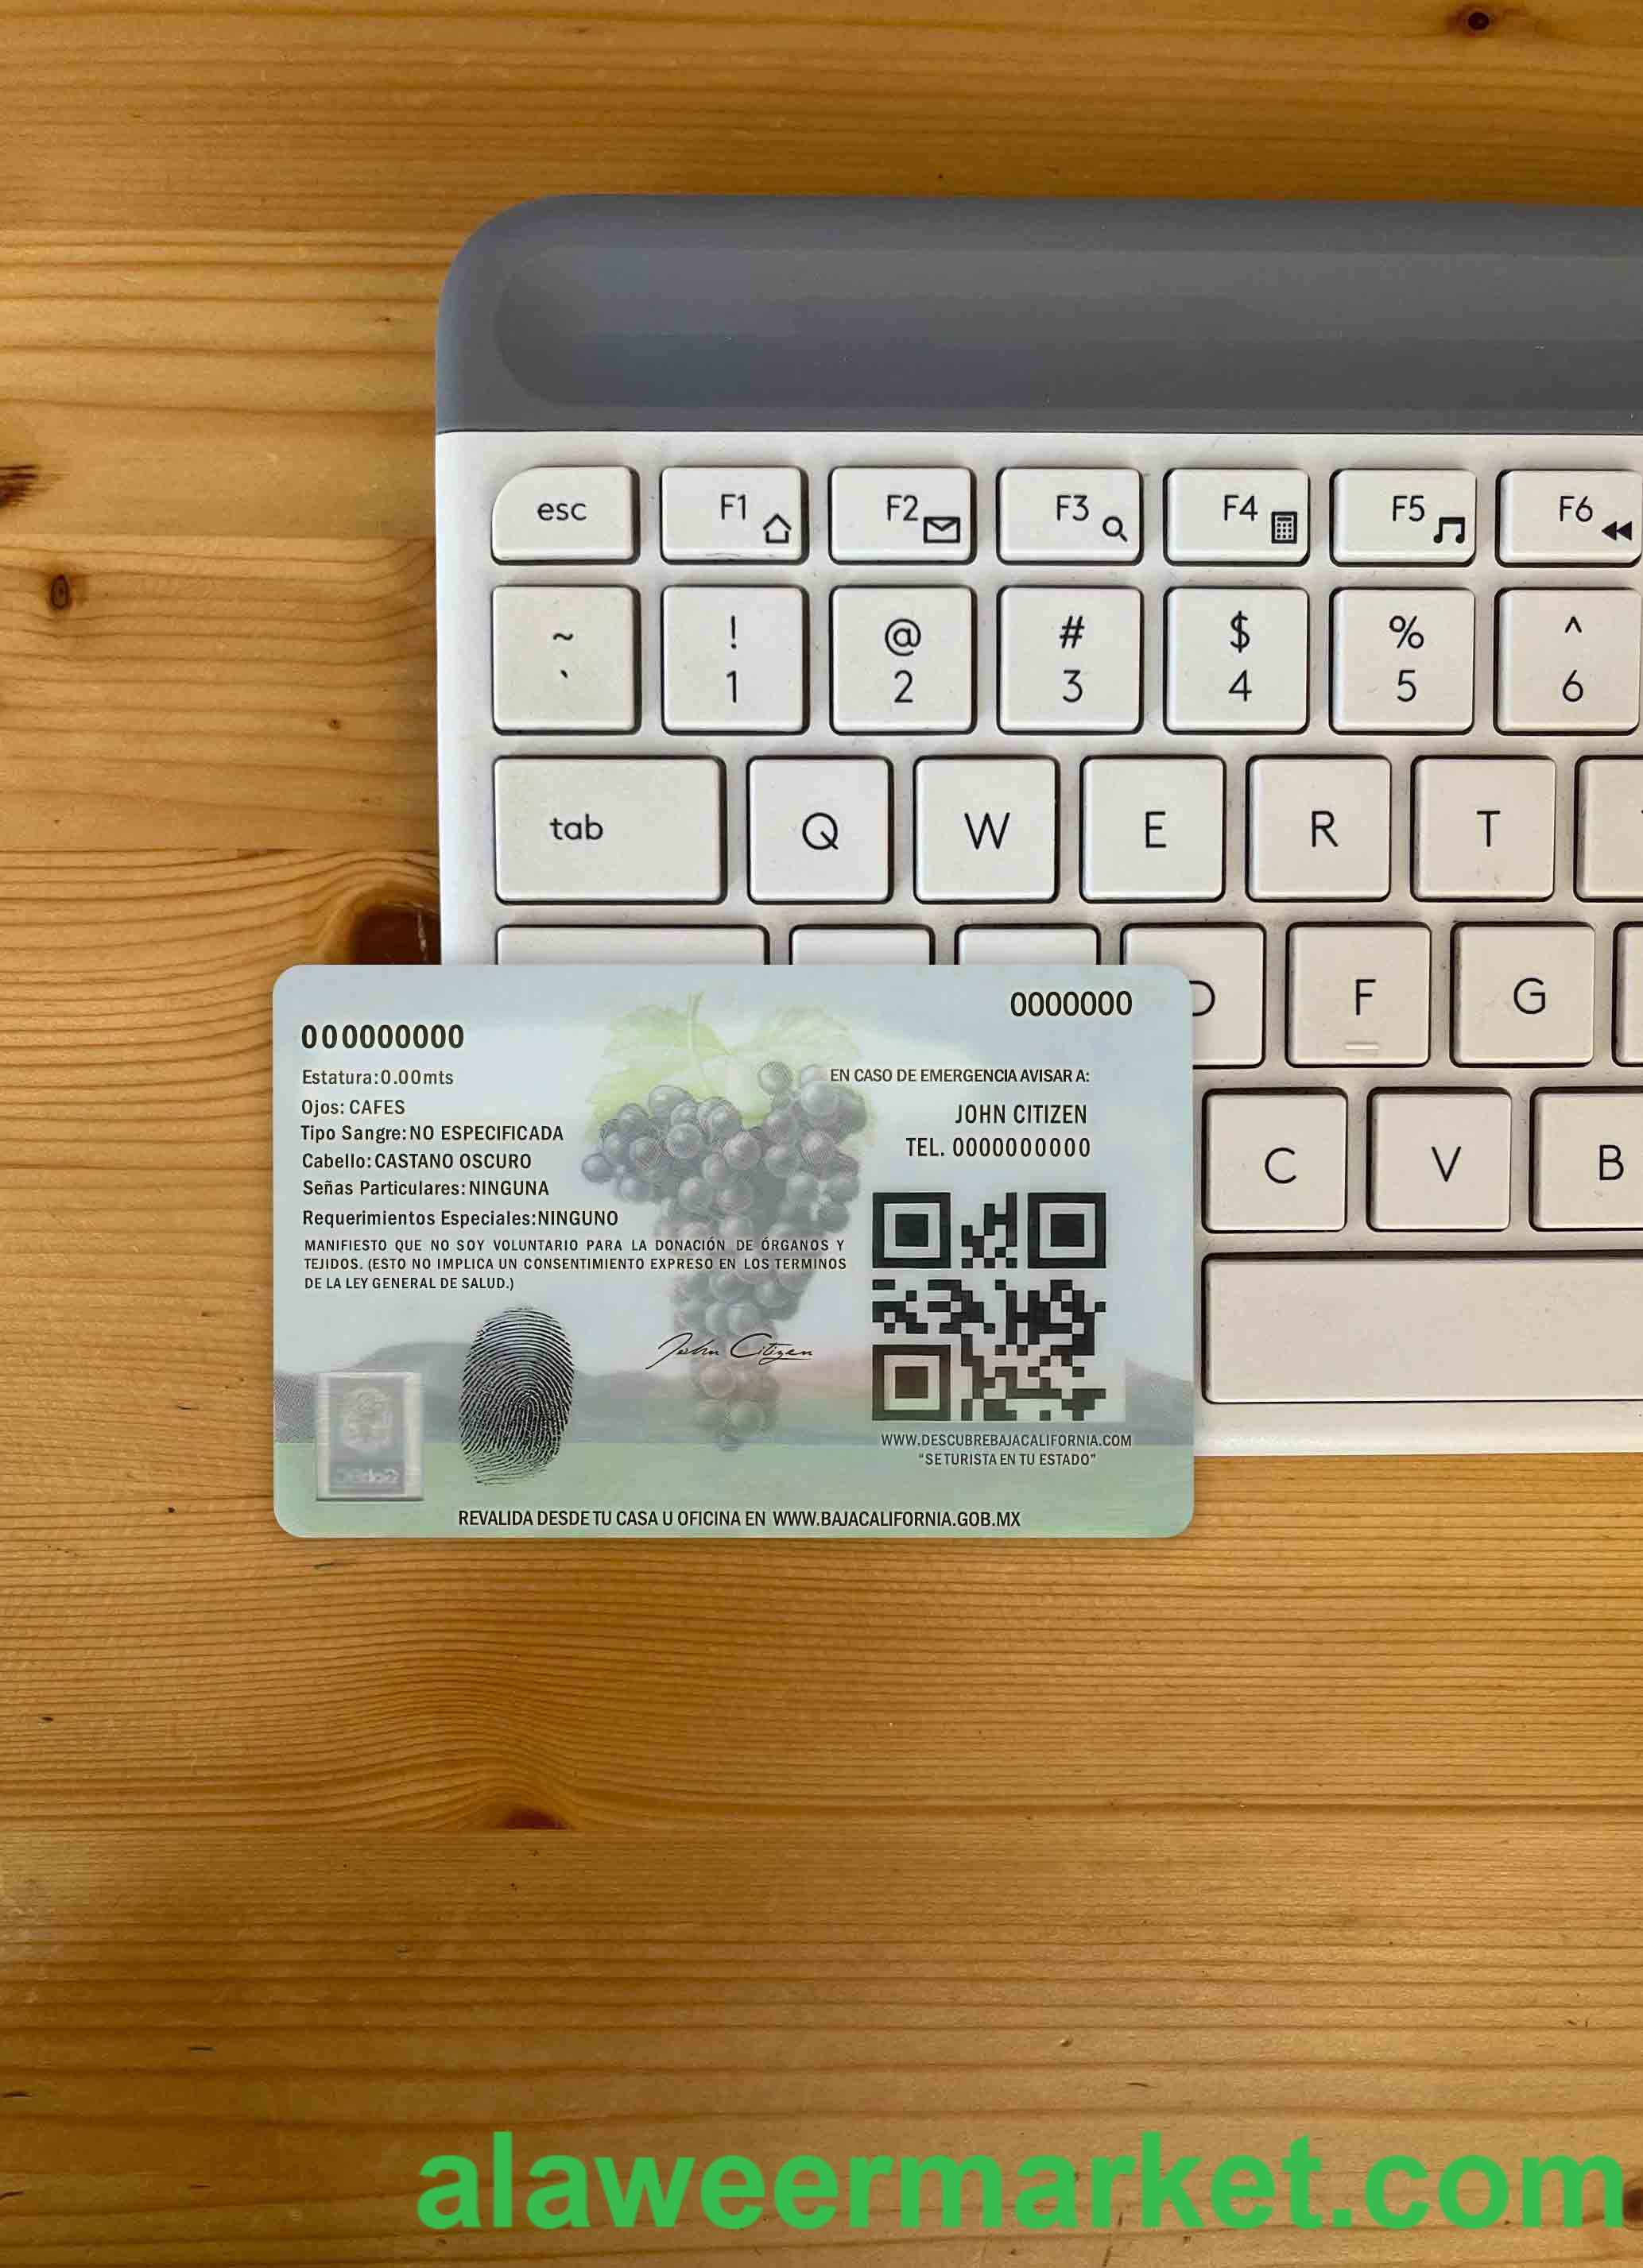 esc F1 F2 F3 F4 F5 F6
~ ! @ # $ % ^
` 1 2 3 4 5 6
tab Q W E R T
D F G
C V B
0000000
000000000
Estatura:0.00mts
Ojos: CAFES
Tipo Sangre:NO ESPECIFICADA
Cabello:CASTANO OSCURO
Señas Particulares:NINGUNA
Requerimientos Especiales:NINGUNO
MANIFIESTO QUE NO SOY VOLUNTARIO PARA LA DONACIÓN DE ÓRGANOS Y
TEJIDOS. (ESTO NO IMPLICA UN CONSENTIMIENTO EXPRESO EN LOS TERMINOS
DE LA LEY GENERAL DE SALUD.)
EN CASO DE EMERGENCIA AVISAR A:
JOHN CITIZEN
TEL. 0000000000
John Citizen
WWW.DESCUBREBAJACALIFORNIA.COM
"SE TURISTA EN TU ESTADO"
REVALIDA DESDE TU CASA U OFICINA EN WWW.BAJACALIFORNIA.GOB.MX
alaweermarket.com